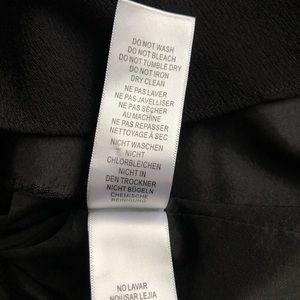 DO NOT WASH
DO NOT BLEACH
DO NOT TUMBLE DRY
DO NOT IRON
DRY CLEAN
NE PAS LAVER
NE PAS JAVELLISER
NE PAS SÉCHER
AU MACHINE
NE PAS REPASSER
NETTOYAGE À SEC
NICHT WASCHEN
NICHT
CHLORBLEICHEN
NICHT IN
DEN TROCKNER
NICHT BÜGELN
CHEMISCHE
REINIGUNG
NO LAVAR
NO USAR LEJIA